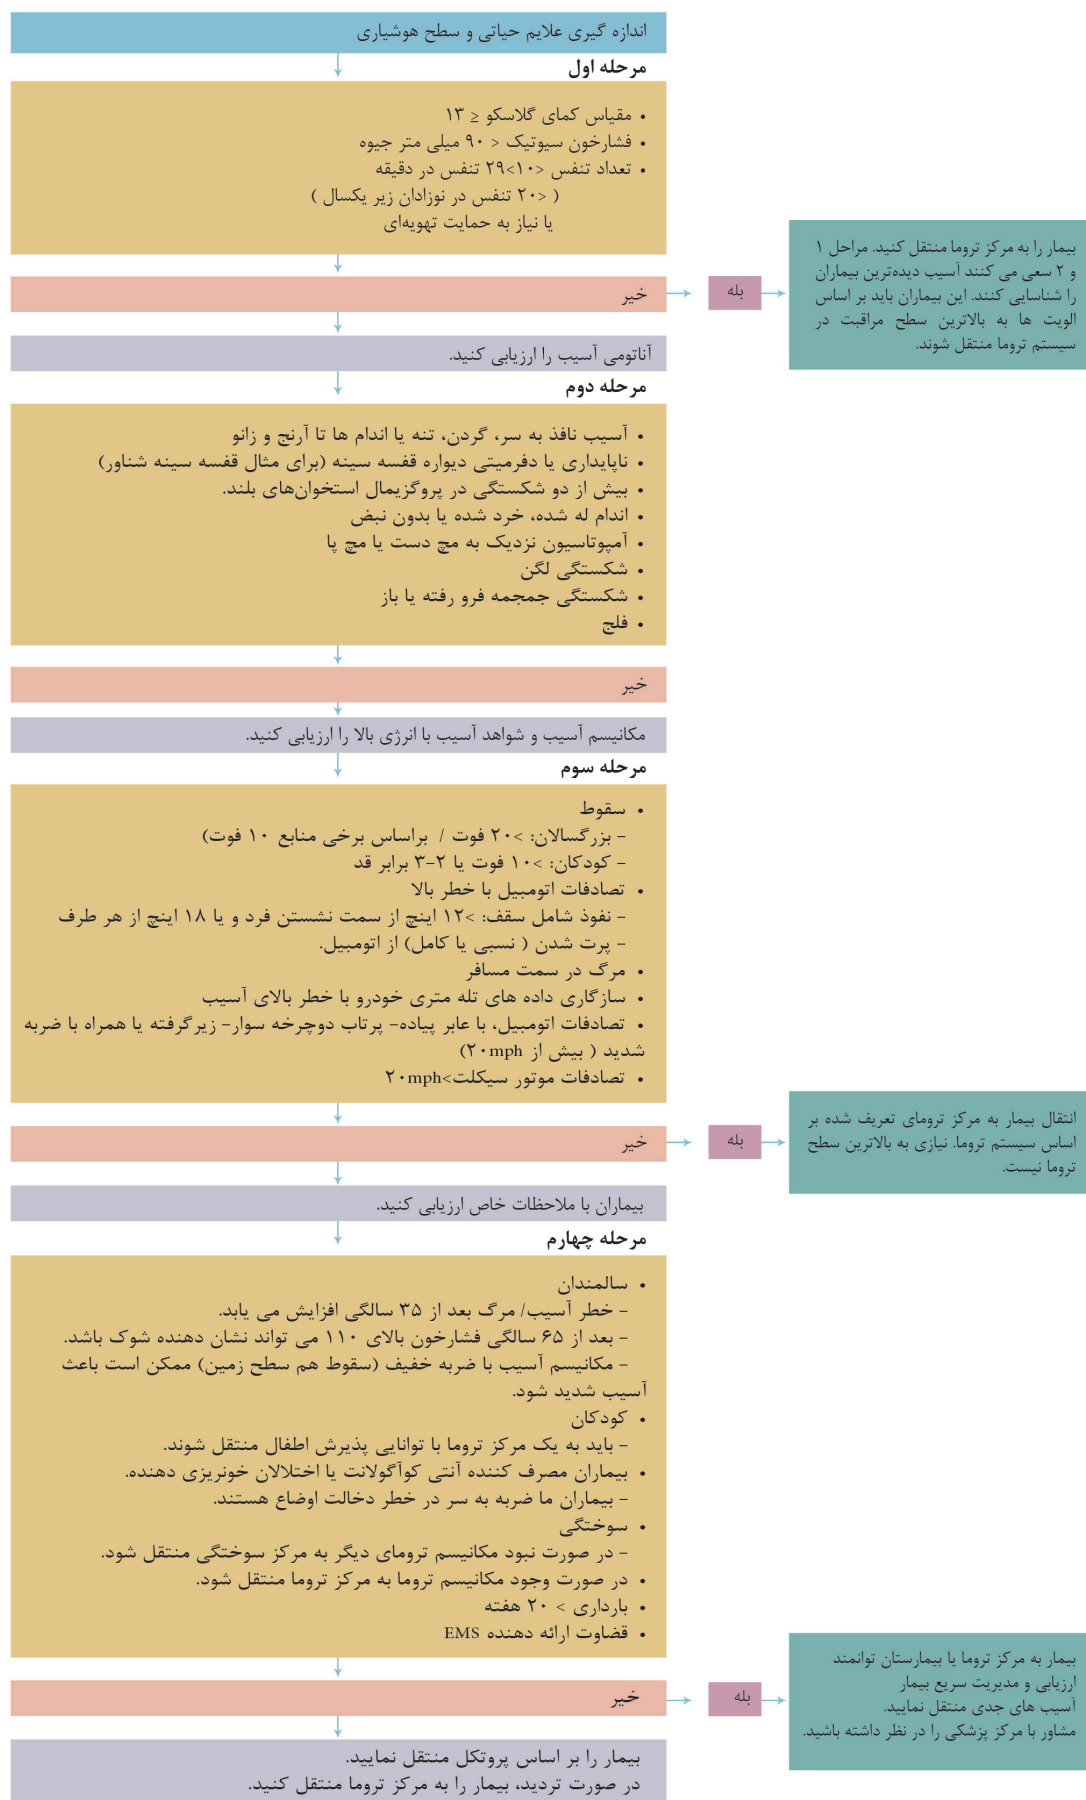 اندازه گیری علایم حیاتی و سطح هوشیاری
مرحله اول
• مقیاس کمای گلاسکو ≤ ۱۳
• فشارخون سیوتیک < ۹۰ میلی متر جیوه
• تعداد تنفس <۱۰>۲۹ تنفس در دقیقه
( <۲۰ تنفس در نوزادان زیر یکسال )
یا نیاز به حمایت تهویه‌ای
خیر
بله
بیمار را به مرکز تروما منتقل کنید. مراحل ۱
و ۲ سعی می کنند آسیب دیده‌ترین بیماران
را شناسایی کنند. این بیماران باید بر اساس
الویت ها به بالاترین سطح مراقبت در
سیستم تروما منتقل شوند.
آناتومی آسیب را ارزیابی کنید.
مرحله دوم
• آسیب نافذ به سر، گردن، تنه یا اندام ها تا آرنج و زانو
• ناپایداری یا دفرمیتی دیواره قفسه سینه (برای مثال قفسه سینه شناور)
• بیش از دو شکستگی در پروگزیمال استخوان‌های بلند.
• اندام له شده، خرد شده یا بدون نبض
• آمپوتاسیون نزدیک به مچ دست یا مچ پا
• شکستگی لگن
• شکستگی جمجمه فرو رفته یا باز
• فلج
خیر
مکانیسم آسیب و شواهد آسیب با انرژی بالا را ارزیابی کنید.
مرحله سوم
• سقوط
– بزرگسالان: >۲۰ فوت / براساس برخی منابع ۱۰ فوت)
– کودکان: >۱۰ فوت یا ۲-۳ برابر قد
• تصادفات اتومبیل با خطر بالا
– نفوذ شامل سقف: >۱۲ اینچ از سمت نشستن فرد و یا ۱۸ اینچ از هر طرف
– پرت شدن ( نسبی یا کامل) از اتومبیل.
• مرگ در سمت مسافر
• سازگاری داده های تله متری خودرو با خطر بالای آسیب
• تصادفات اتومبیل، با عابر پیاده- پرتاب دوچرخه سوار- زیرگرفته یا همراه با ضربه
شدید ( بیش از ۲۰mph)
• تصادفات موتور سیکلت>۲۰mph
خیر
بله
انتقال بیمار به مرکز ترومای تعریف شده بر
اساس سیستم تروما. نیازی به بالاترین سطح
تروما نیست.
بیماران با ملاحظات خاص ارزیابی کنید.
مرحله چهارم
• سالمندان
– خطر آسیب/ مرگ بعد از ۳۵ سالگی افزایش می یابد.
– بعد از ۶۵ سالگی فشارخون بالای ۱۱۰ می تواند نشان دهنده شوک باشد.
– مکانیسم آسیب با ضربه خفیف (سقوط هم سطح زمین) ممکن است باعث
آسیب شدید شود.
• کودکان
– باید به یک مرکز تروما با توانایی پذیرش اطفال منتقل شوند.
• بیماران مصرف کننده آنتی کوآگولانت یا اختلالان خونریزی دهنده.
– بیماران ما ضربه به سر در خطر دخالت اوضاع هستند.
• سوختگی
– در صورت نبود مکانیسم ترومای دیگر به مرکز سوختگی منتقل شود.
• در صورت وجود مکانیسم تروما به مرکز تروما منتقل شود.
• بارداری > ۲۰ هفته
• قضاوت ارائه دهنده EMS
خیر
بله
بیمار به مرکز تروما یا بیمارستان توانمند
ارزیابی و مدیریت سریع بیمار
آسیب های جدی منتقل نمایید.
مشاور با مرکز پزشکی را در نظر داشته باشید.
بیمار را بر اساس پروتکل منتقل نمایید.
در صورت تردید، بیمار را به مرکز تروما منتقل کنید.